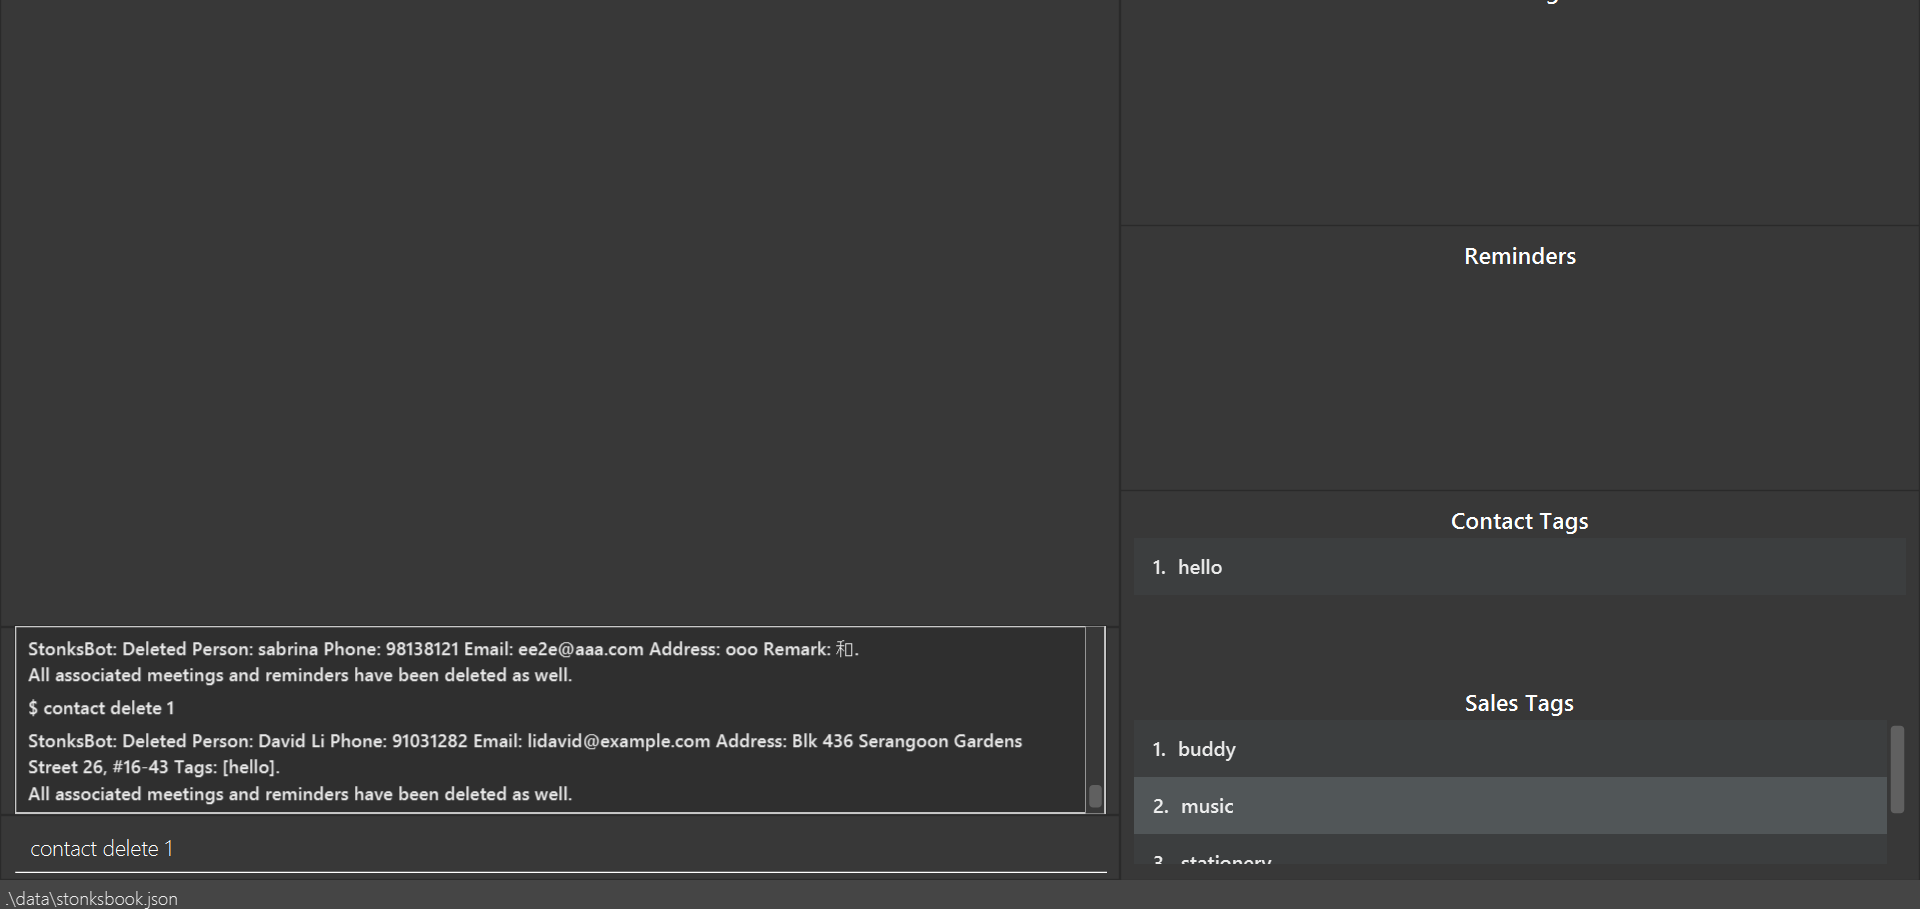 Reminders
Contact Tags
1. hello
Sales Tags
1. buddy
2. music
3. stationery
StonksBot: Deleted Person: sabrina Phone: 98138121 Email: ee2e@aaa.com Address: ooo Remark: 和.
All associated meetings and reminders have been deleted as well.
$ contact delete 1
StonksBot: Deleted Person: David Li Phone: 91031282 Email: lidavid@example.com Address: Blk 436 Serangoon Gardens
Street 26, #16-43 Tags: [hello].
All associated meetings and reminders have been deleted as well.
contact delete 1
.\data\stonksbook.json